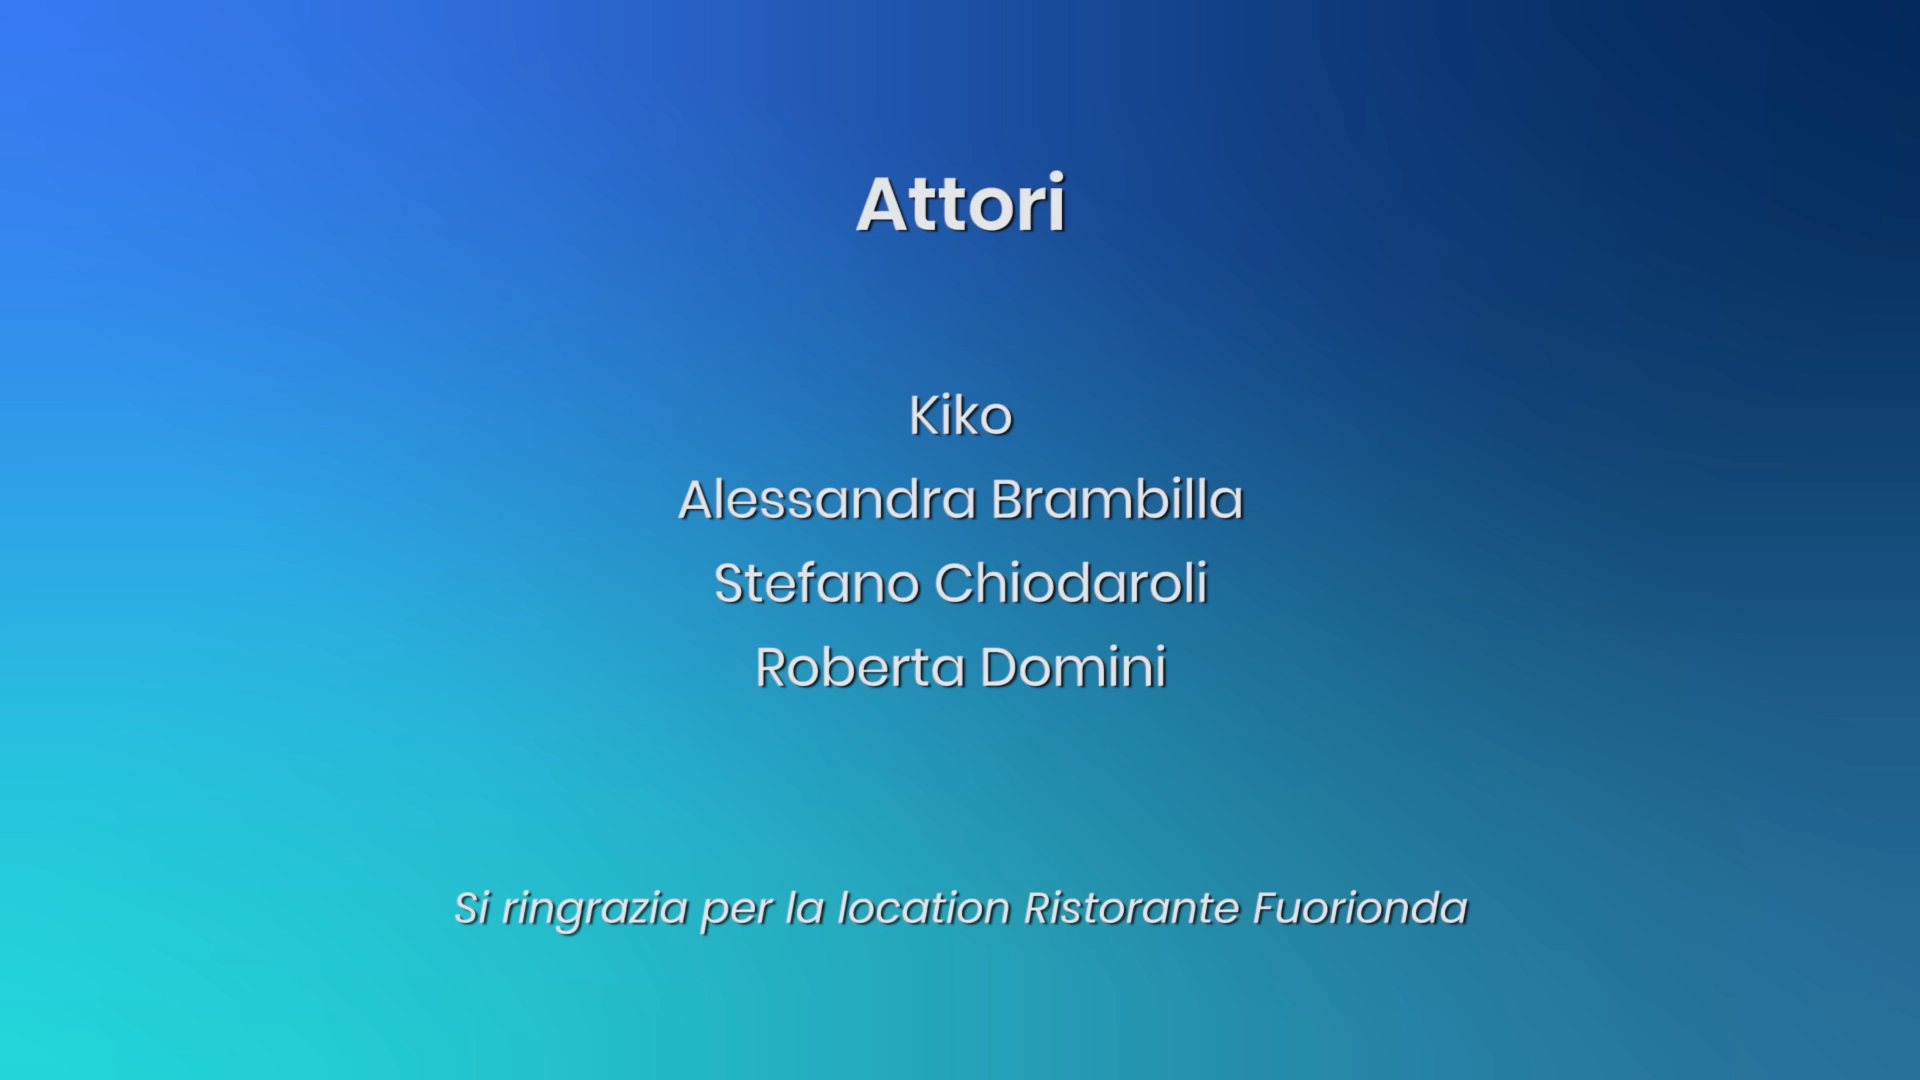 Attori
Kiko
Alessandra Brambilla
Stefano Chiodaroli
Roberta Domini
Si ringrazia per la location Ristorante Fuorionda